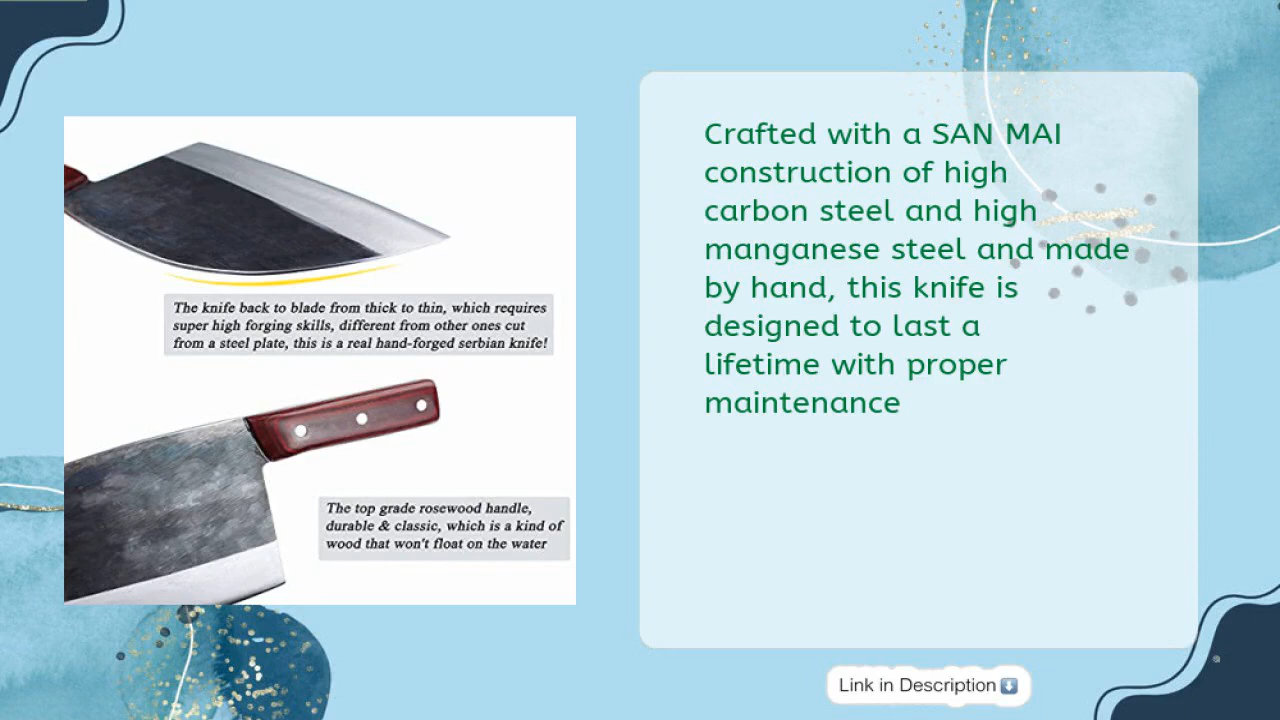 The knife back to blade from thick to thin, which requires
super high forging skills, different from other ones cut
from a steel plate, this is a real hand-forged serbian knife!
The top grade rosewood handle,
durable & classic, which is a kind of
wood that won't float on the water
Crafted with a SAN MAI
construction of high
carbon steel and high
manganese steel and made
by hand, this knife is
designed to last a
lifetime with proper
maintenance
Link in Description⬇️